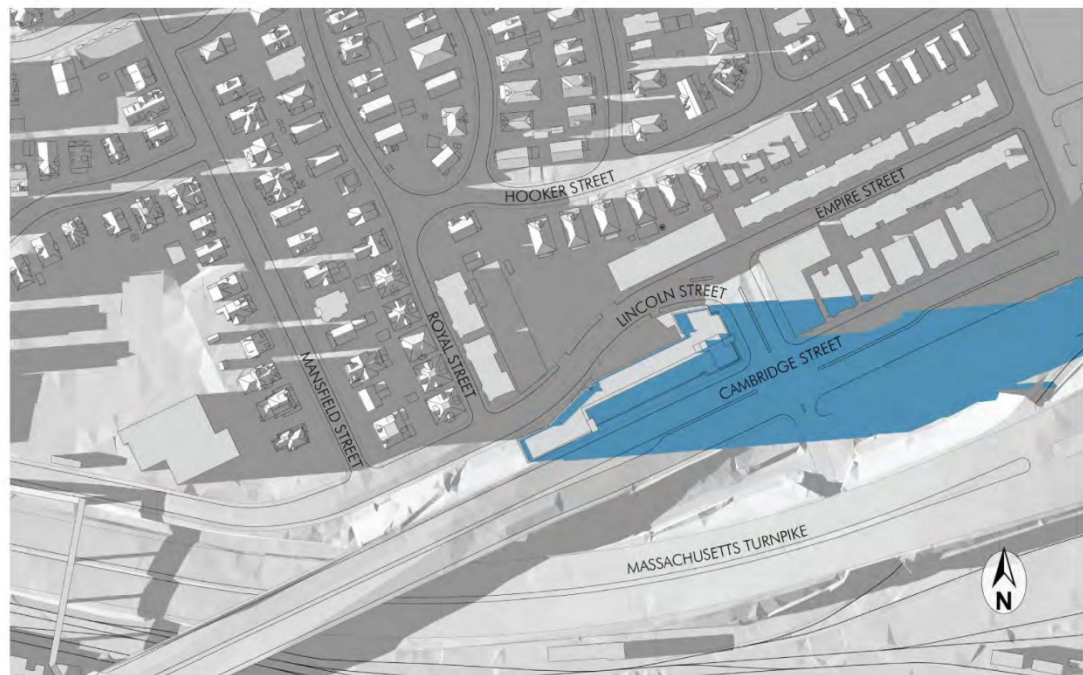 HOOKER STREET
EMPIRE STREET
LINCOLN STREET
ROYAL STREET
CAMBRIDGE STREET
MANSFIELD STREET
MASSACHUSETTS TURNPIKE
N